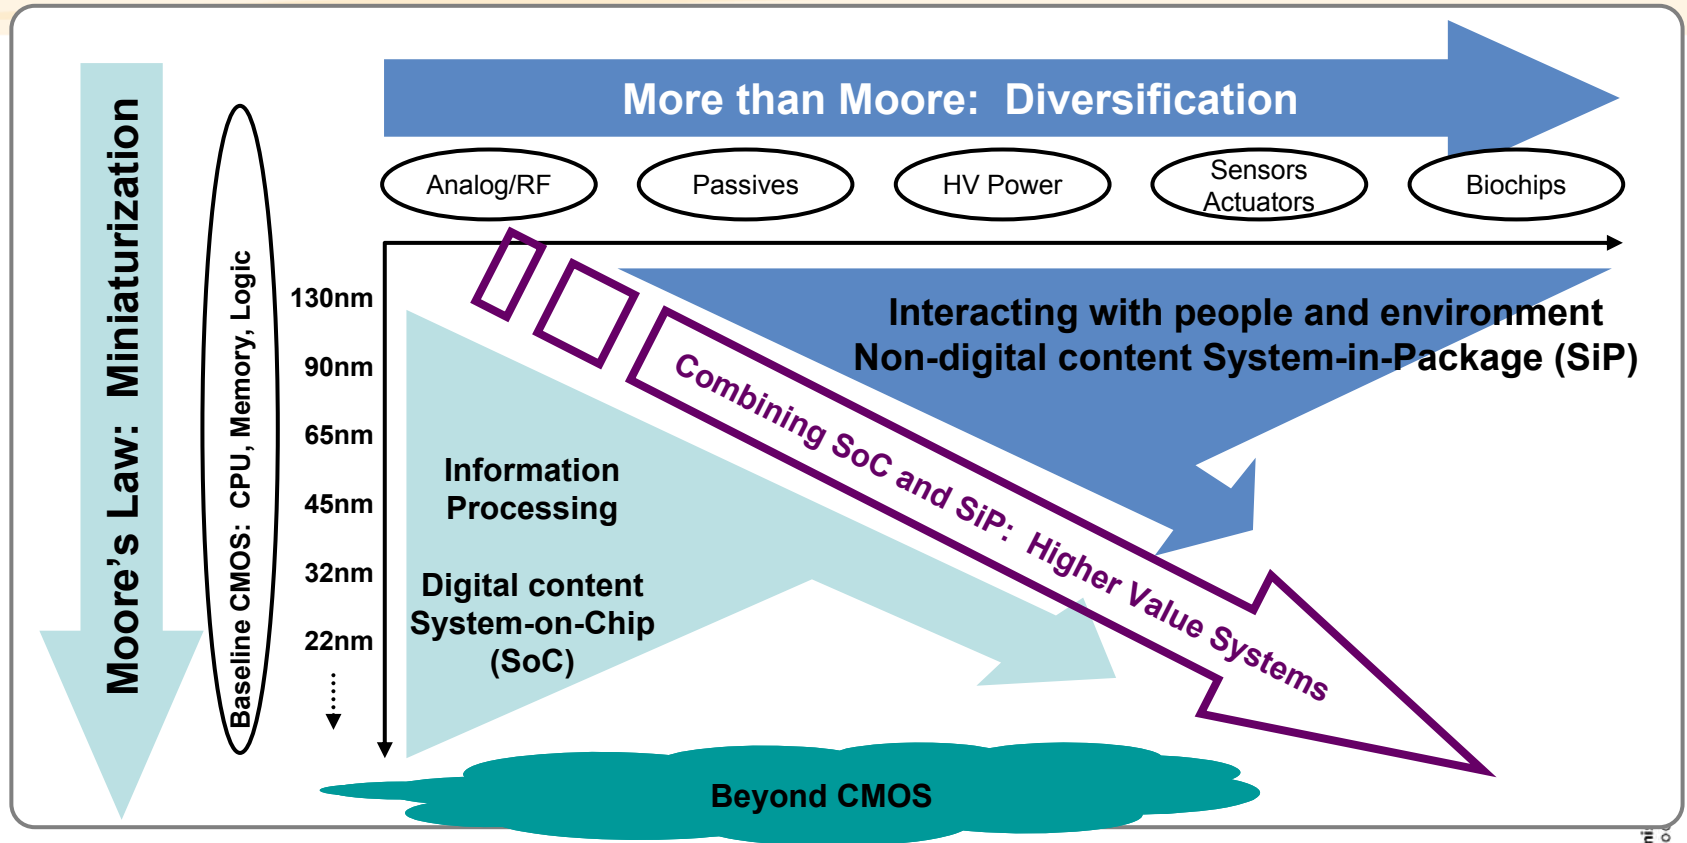 More than Moore:  Diversification
Moore's Law:  Miniaturization
Baseline CMOS:  CPU, Memory, Logic
Analog/RF
Passives
HV Power
Sensors
Actuators
Biochips
130nm
90nm
65nm
45nm
32nm
22nm
Interacting with people and environment
Non-digital content System-in-Package (SiP)
Combining SoC and SiP:  Higher Value Systems
Information
Processing
Digital content
System-on-Chip
(SoC)
Beyond CMOS